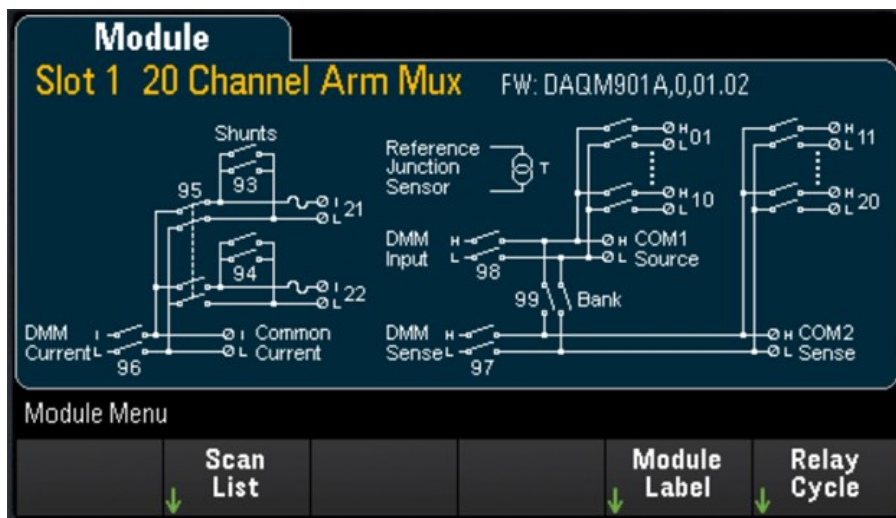 Module
Slot 1 20 Channel Arm Mux FW: DAQM901A,0,01.02
Shunts
93
95
I 21
L
94
I 22
L
DMM I
Current L
96
I Common
L Current
Reference
Junction
Sensor
T
H 01
L
H 10
L
H 11
L
H 20
L
DMM H
Input L
98
H COM1
L Source
99 Bank
DMM H
Sense L
97
H COM2
L Sense
Module Menu
Scan
List
Module
Label
Relay
Cycle